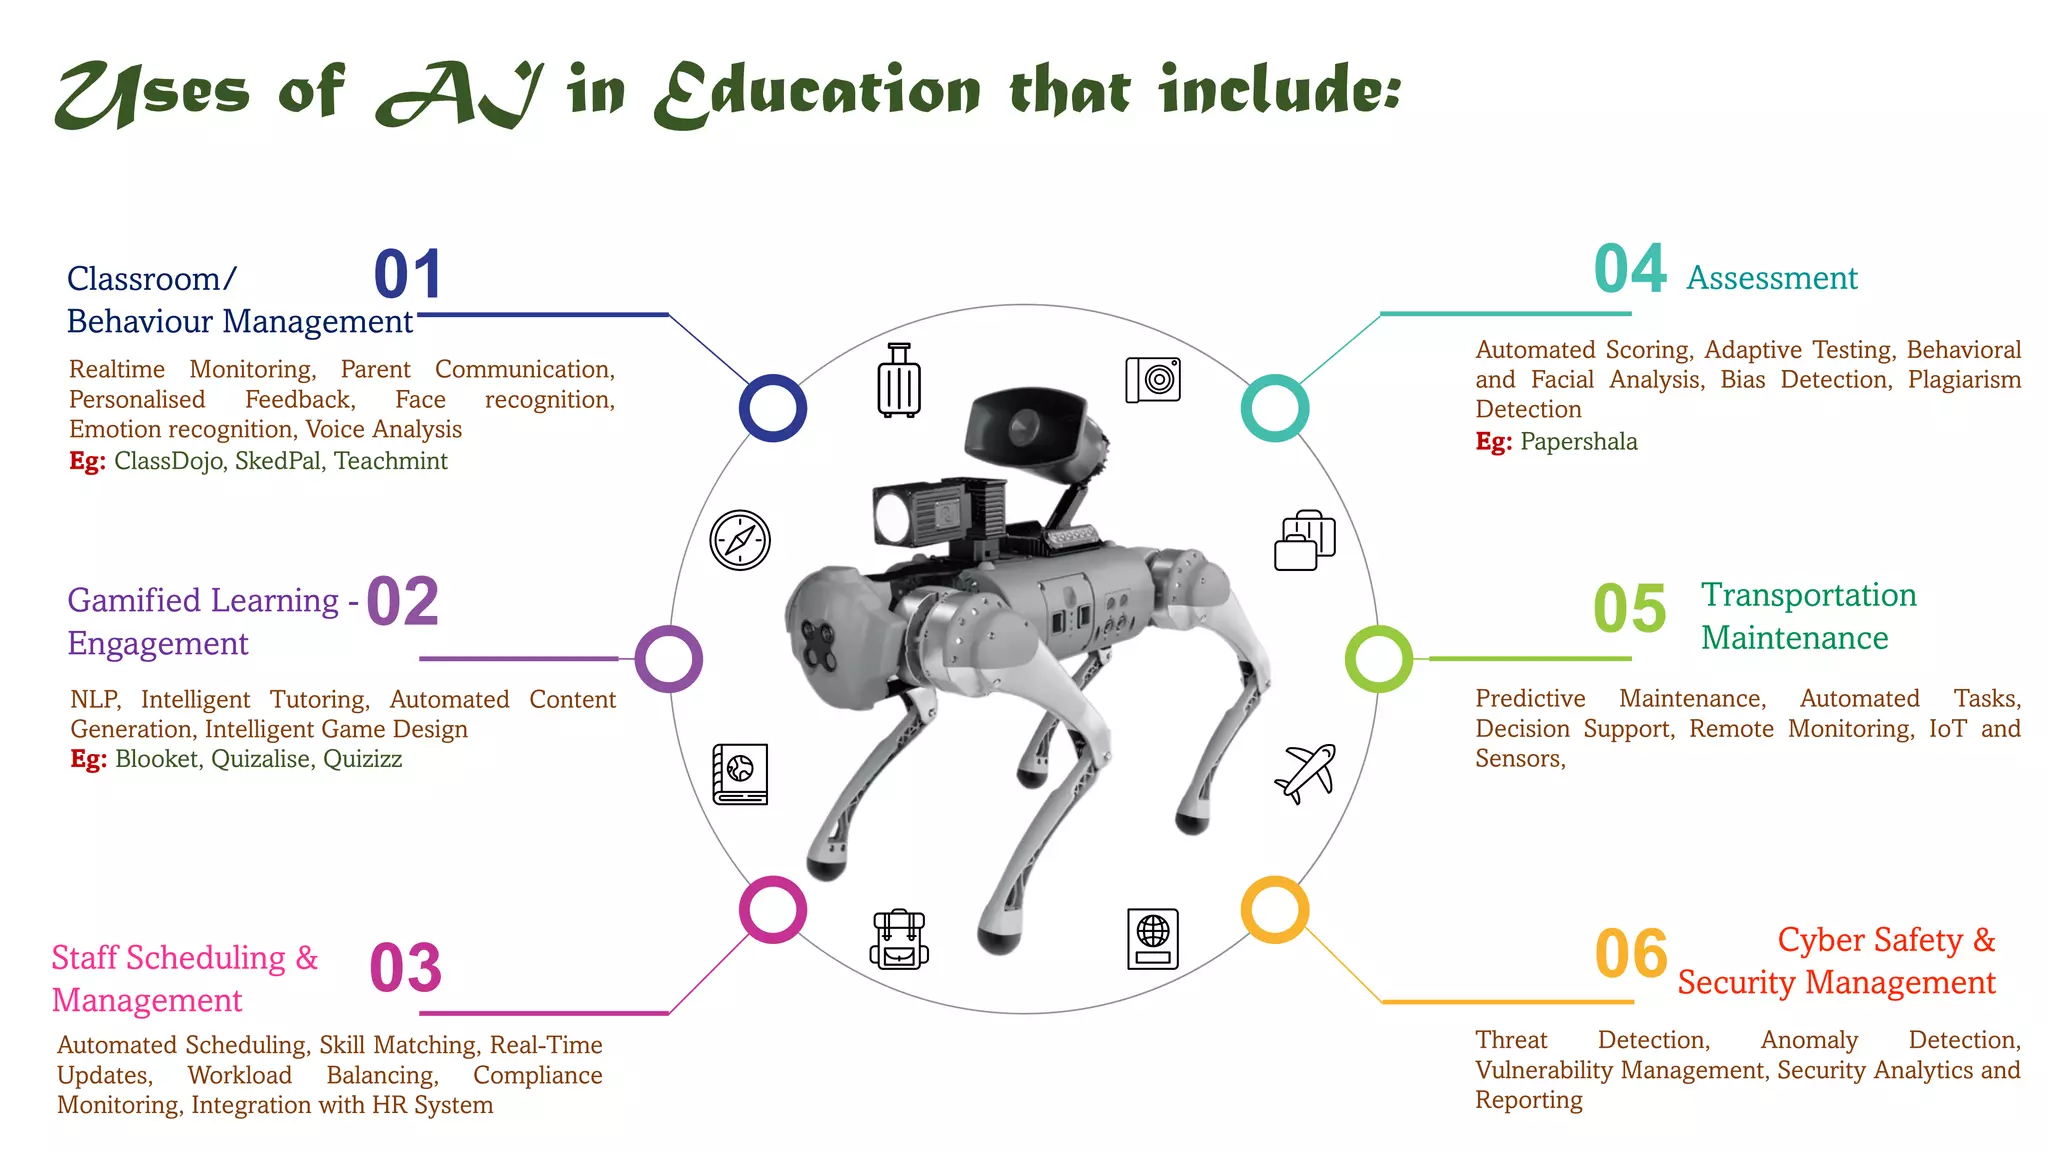 Uses of AI in Education that include:
01
Classroom/
Behaviour Management
Realtime Monitoring, Parent Communication,
Personalised Feedback, Face recognition,
Emotion recognition, Voice Analysis
Eg: ClassDojo, SkedPal, Teachmint
02
Gamified Learning -
Engagement
NLP, Intelligent Tutoring, Automated Content
Generation, Intelligent Game Design
Eg: Blooket, Quizalise, Quizizz
03
Staff Scheduling &
Management
Automated Scheduling, Skill Matching, Real-Time
Updates, Workload Balancing, Compliance
Monitoring, Integration with HR System
04
Assessment
Automated Scoring, Adaptive Testing, Behavioral
and Facial Analysis, Bias Detection, Plagiarism
Detection
Eg: Papershala
05
Transportation
Maintenance
Predictive Maintenance, Automated Tasks,
Decision Support, Remote Monitoring, IoT and
Sensors,
06
Cyber Safety &
Security Management
Threat Detection, Anomaly Detection,
Vulnerability Management, Security Analytics and
Reporting